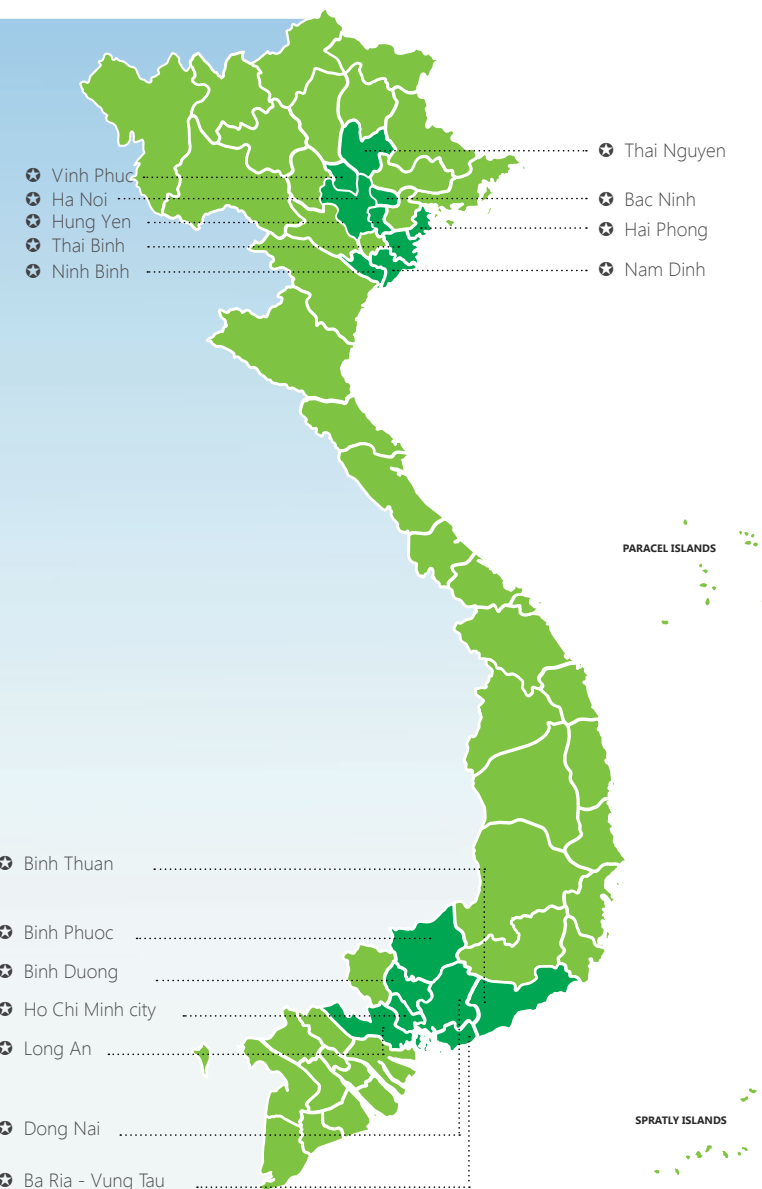 Thai Nguyen
Vinh Phuc
Ha Noi
Bac Ninh
Hung Yen
Hai Phong
Thai Binh
Ninh Binh
Nam Dinh
PARACEL ISLANDS
Binh Thuan
Binh Phuoc
Binh Duong
Ho Chi Minh city
Long An
SPRATLY ISLANDS
Dong Nai
Ba Ria - Vung Tau